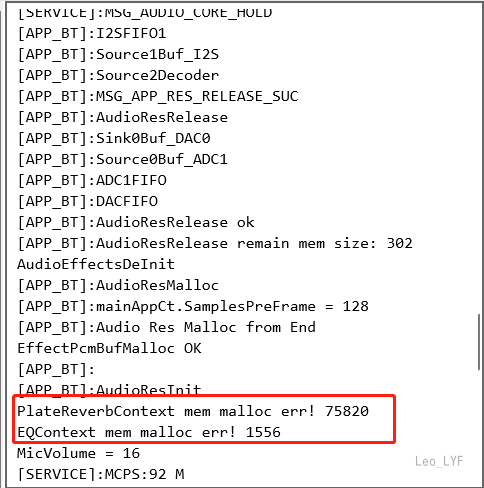 [SERVICE]:MSG_AUDIO_CORE_HOLD
[APP_BT]:I2SFIFO1
[APP_BT]:Source1Buf_I2S
[APP_BT]:Source2Decoder
[APP_BT]:MSG_APP_RES_RELEASE_SUC
[APP_BT]:AudioResRelease
[APP_BT]:Sink0Buf_DAC0
[APP_BT]:Source0Buf_ADC1
[APP_BT]:ADC1FIFO
[APP_BT]:DACFIFO
[APP_BT]:AudioResRelease ok
[APP_BT]:AudioResRelease remain mem size: 302
AudioEffectsDeInit
[APP_BT]:AudioResMalloc
[APP_BT]:mainAppCt.SamplesPreFrame = 128
[APP_BT]:Audio Res Malloc from End
EffectPcmBufMalloc OK
[APP_BT]:
[APP_BT]:AudioResInit
PlateReverbContext mem malloc err! 75820
EQContext mem malloc err! 1556
MicVolume = 16
[SERVICE]:MCPS:92 M
Leo_LYF